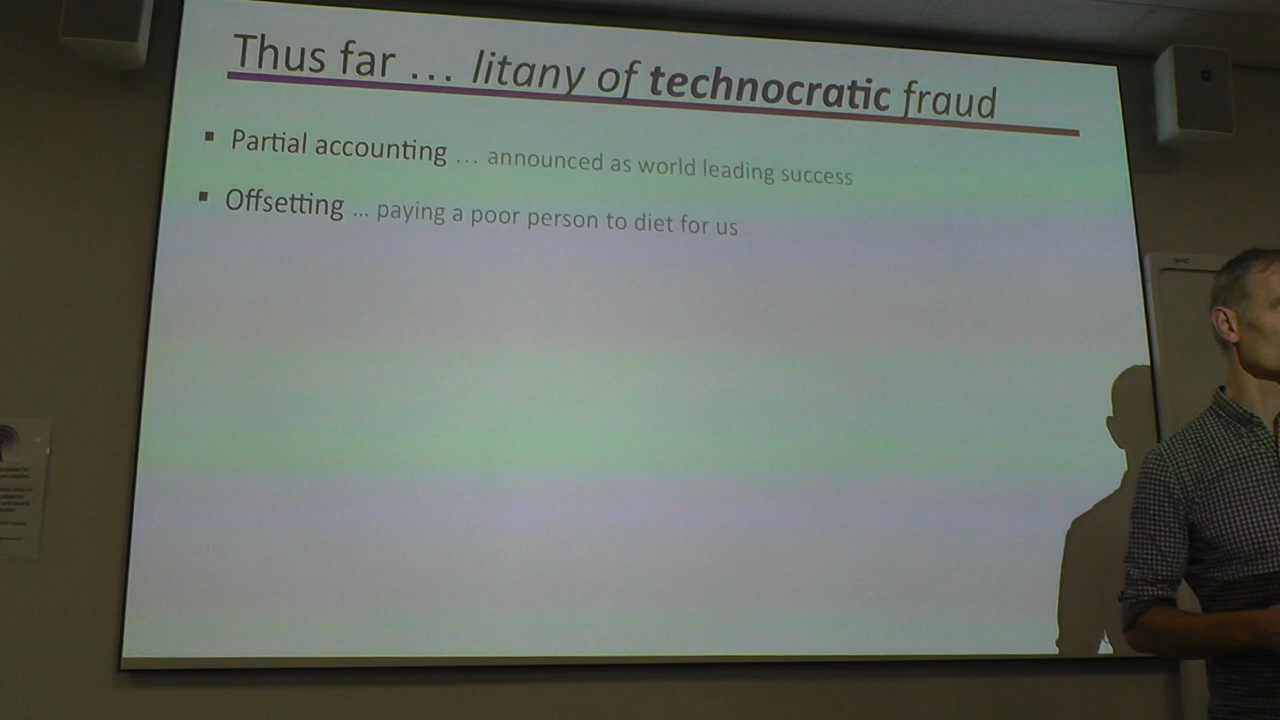 Thus far ... litany of technocratic fraud
▪ Partial accounting ... announced as world leading success
▪ Offsetting ... paying a poor person to diet for us